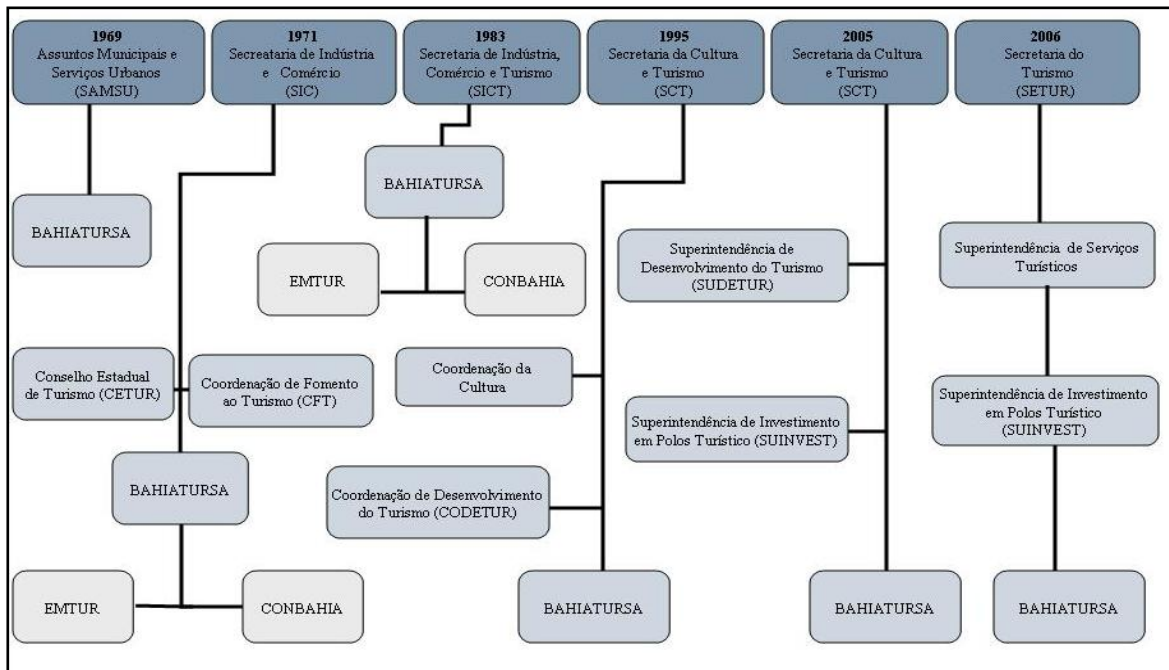 1969
Assuntos Municipais e
Serviços Urbanos
(SAMSU)
BAHIATURSA
1971
Secreataria de Indústria
e Comércio
(SIC)
Conselho Estadual
de Turismo (CETUR)
Coordenação de Fomento
ao Turismo (CFT)
BAHIATURSA
EMTUR
CONBAHIA
1983
Secretaria de Indústria,
Comércio e Turismo
(SICT)
BAHIATURSA
EMTUR
CONBAHIA
1995
Secretaria da Cultura
e Turismo
(SCT)
Coordenação da
Cultura
Coordenação de Desenvolvimento
do Turismo (CODETUR)
BAHIATURSA
2005
Secretaria da Cultura
e Turismo
(SCT)
Superintendência de
Desenvolvimento do Turismo
(SUDETUR)
Superintendência de Investimento
em Polos Turístico (SUINVEST)
BAHIATURSA
2006
Secretaria do
Turismo
(SETUR)
Superintendência de Serviços
Turísticos
Superintendência de Investimento
em Polos Turístico
(SUINVEST)
BAHIATURSA